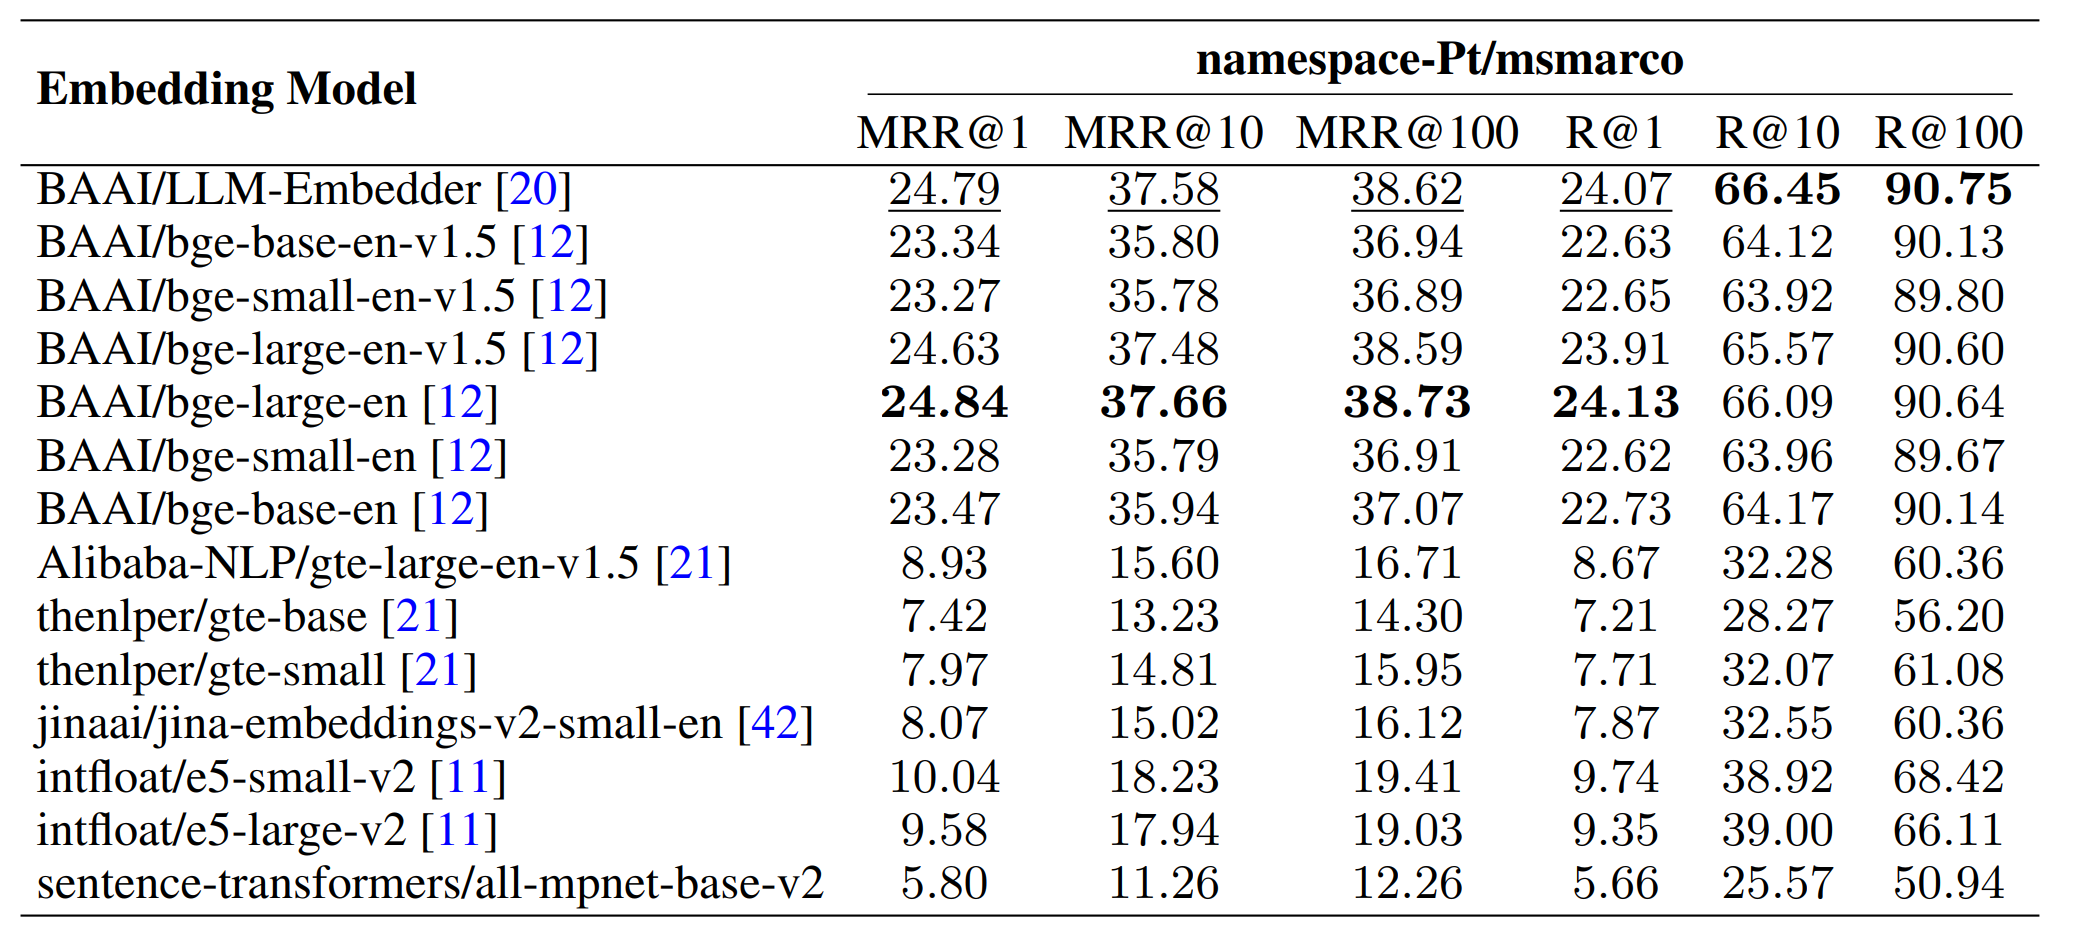 namespace-Pt/msmarco
Embedding Model
MRR@1 MRR@10 MRR@100 R@1 R@10 R@100
BAAI/LLM-Embedder [20] 24.79 37.58 38.62 24.07 66.45 90.75
BAAI/bge-base-en-v1.5 [12] 23.34 35.80 36.94 22.63 64.12 90.13
BAAI/bge-small-en-v1.5 [12] 23.27 35.78 36.89 22.65 63.92 89.80
BAAI/bge-large-en-v1.5 [12] 24.63 37.48 38.59 23.91 65.57 90.60
BAAI/bge-large-en [12] 24.84 37.66 38.73 24.13 66.09 90.64
BAAI/bge-small-en [12] 23.28 35.79 36.91 22.62 63.96 89.67
BAAI/bge-base-en [12] 23.47 35.94 37.07 22.73 64.17 90.14
Alibaba-NLP/gte-large-en-v1.5 [21] 8.93 15.60 16.71 8.67 32.28 60.36
thenlper/gte-base [21] 7.42 13.23 14.30 7.21 28.27 56.20
thenlper/gte-small [21] 7.97 14.81 15.95 7.71 32.07 61.08
jinaai/jina-embeddings-v2-small-en [42] 8.07 15.02 16.12 7.87 32.55 60.36
intfloat/e5-small-v2 [11] 10.04 18.23 19.41 9.74 38.92 68.42
intfloat/e5-large-v2 [11] 9.58 17.94 19.03 9.35 39.00 66.11
sentence-transformers/all-mpnet-base-v2 5.80 11.26 12.26 5.66 25.57 50.94